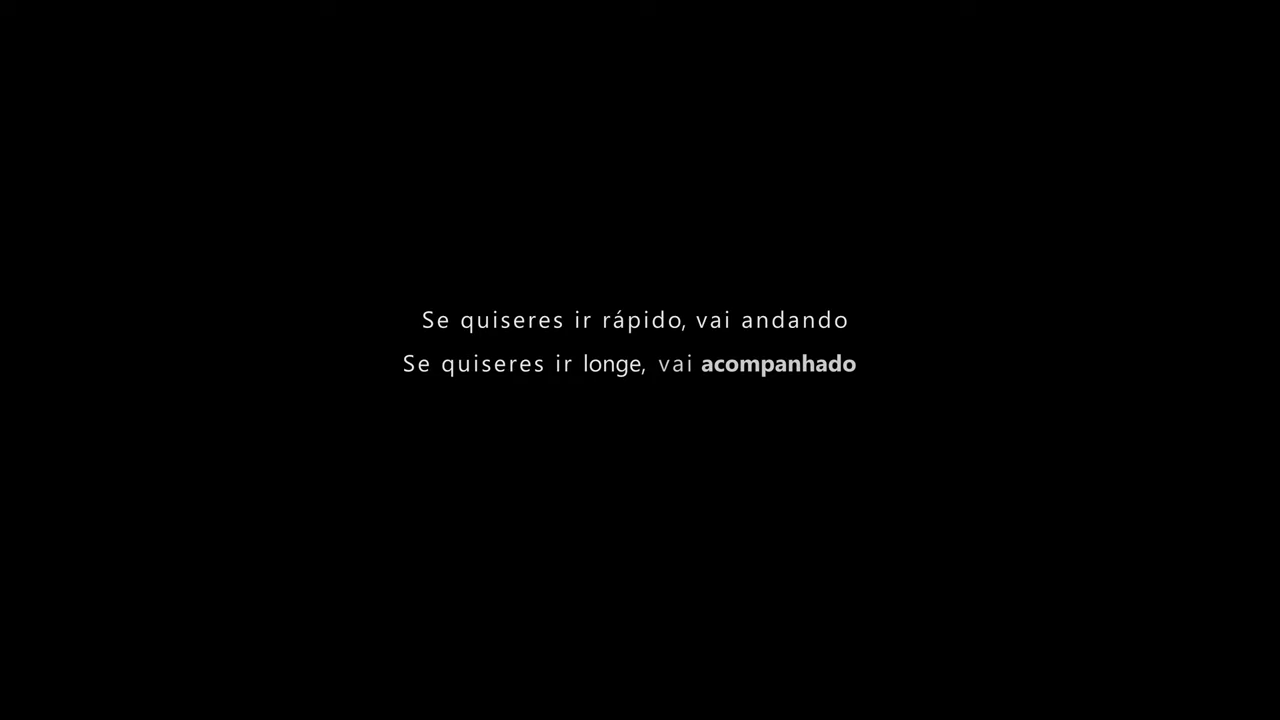 Se quiseres ir rápido, vai andando
Se quiseres ir longe, vai acompanhado